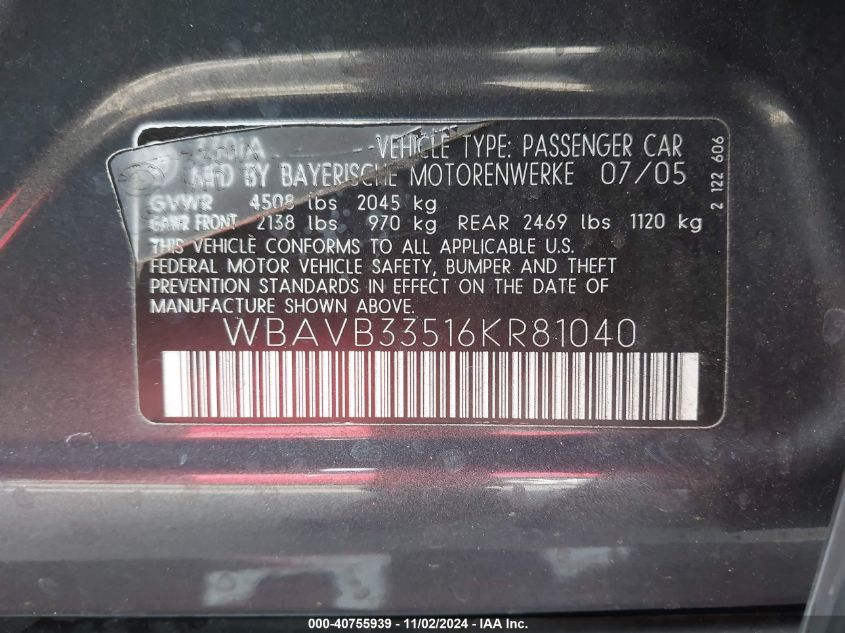 VEHICLE TYPE: PASSENGER CAR
MFD BY BAYERISCHE MOTORENWERKE 07/05
GVWR 4508 lbs 2045 kg
GAWR FRONT 2138 lbs 970 kg REAR 2469 lbs 1120 kg
THIS VEHICLE CONFORMS TO ALL APPLICABLE U.S.
FEDERAL MOTOR VEHICLE SAFETY, BUMPER AND THEFT
PREVENTION STANDARDS IN EFFECT ON THE DATE OF
MANUFACTURE SHOWN ABOVE.
WBAVB33516KR81040
2 122 606
000-40755939 - 11/02/2024 - IAA Inc.